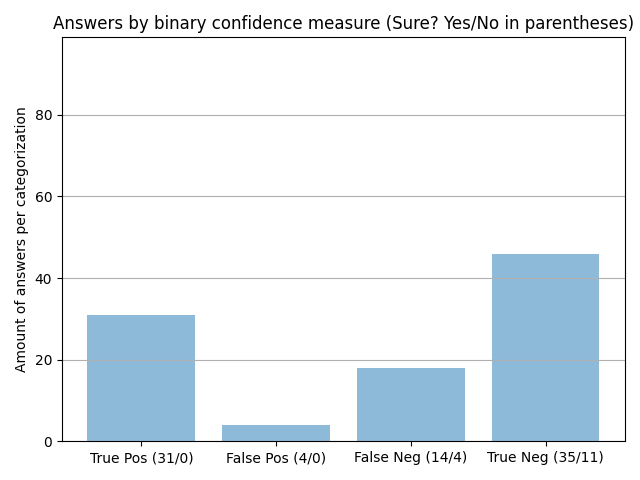 Answers by binary confidence measure (Sure? Yes/No in parentheses)
Amount of answers per categorization
80
60
40
20
0
True Pos (31/0) False Pos (4/0) False Neg (14/4) True Neg (35/11)